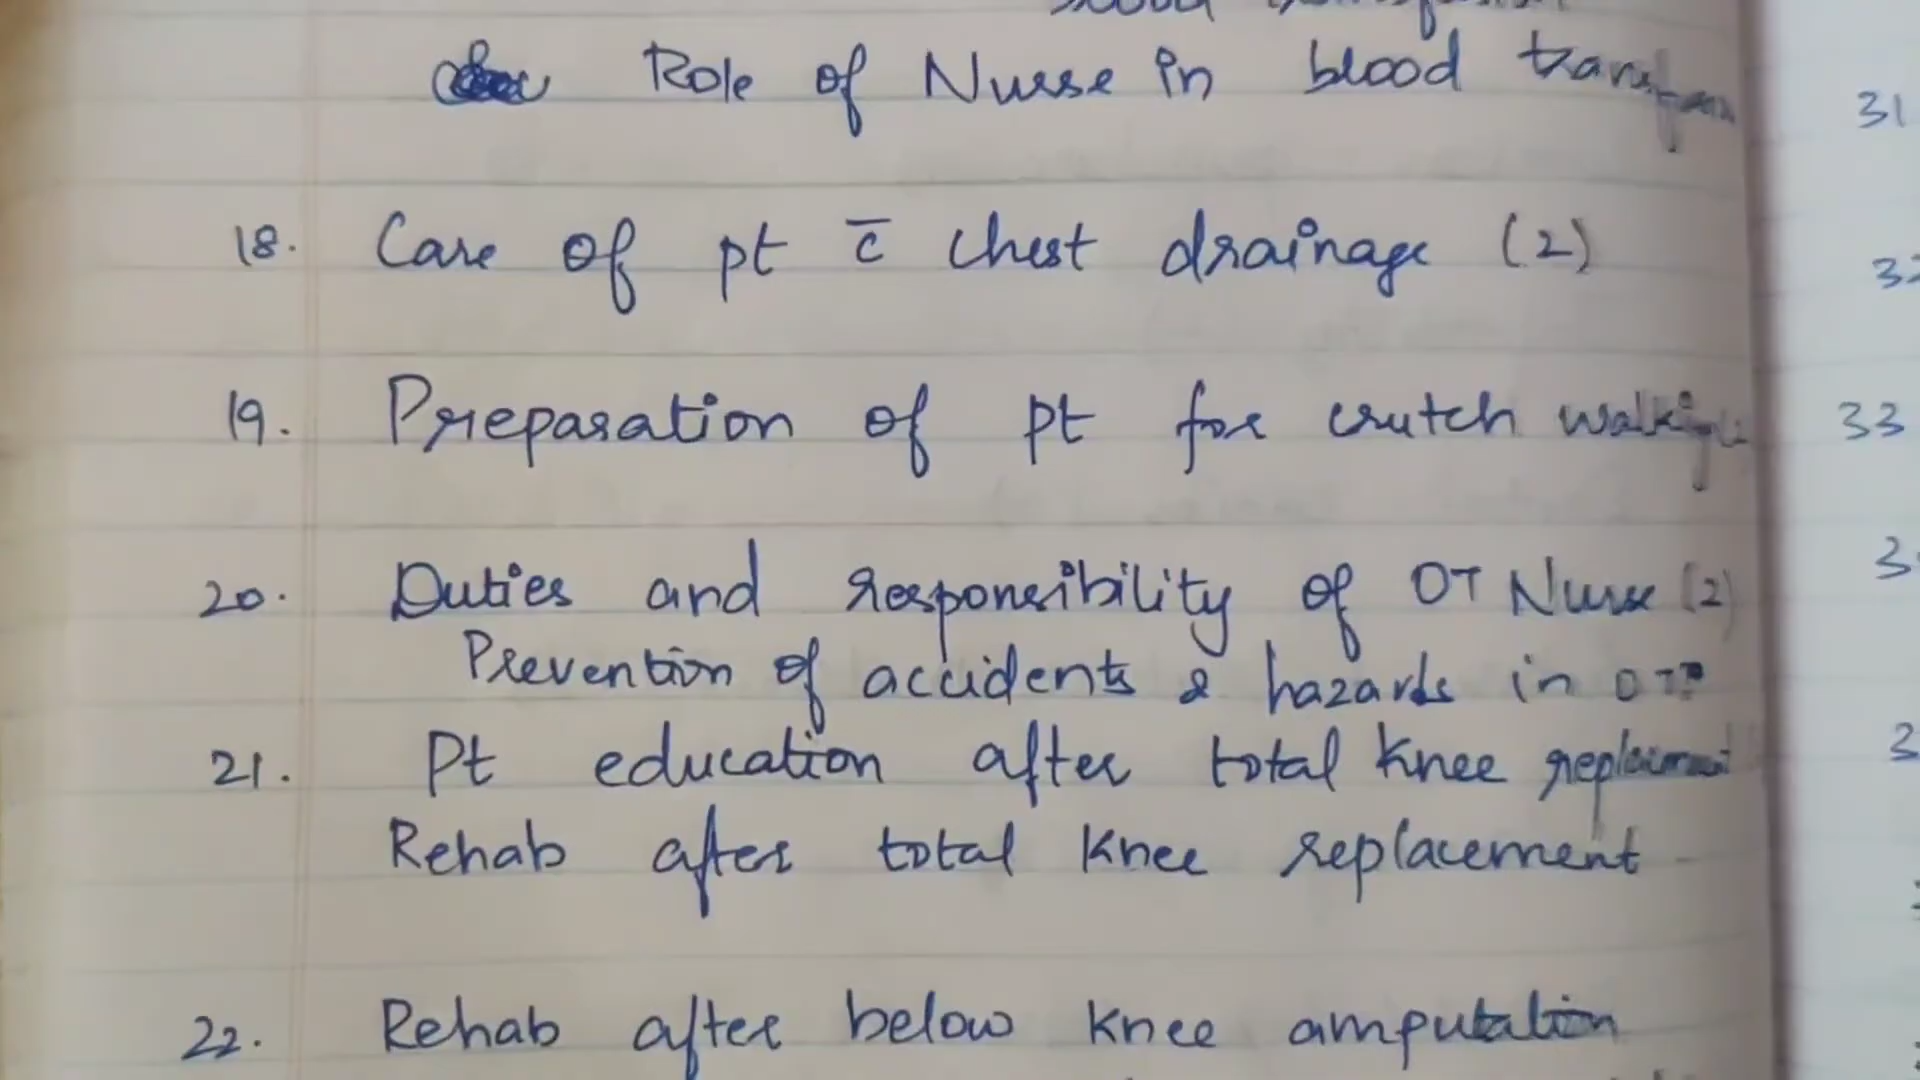 Role of Nurse in blood
31
18. Care of pt c̄ chest drainage (2)
19. Preparation of pt for crutch walking
33
20. Duties and responsibility of OT Nurse (2)
Prevention of accidents & hazards in OT
21. Pt education after total knee replacement
Rehab after total knee replacement
22. Rehab after below knee amputation